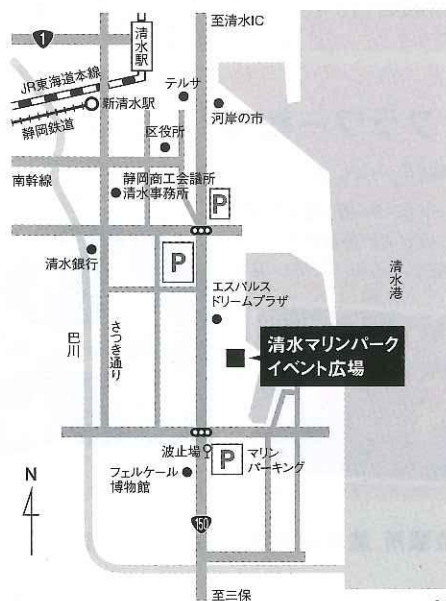 至清水IC
1
清水駅
JR東海道本線
テルサ
新清水駅
河岸の市
静岡鉄道
区役所
南幹線
静岡商工会議所
清水事務所
P
清水銀行
P
エスパルス
ドリームプラザ
清水港
清水マリンパーク
イベント広場
さつき通り
巴川
波止場
P
マリン
パーキング
フェルケール
博物館
N
150
至三保